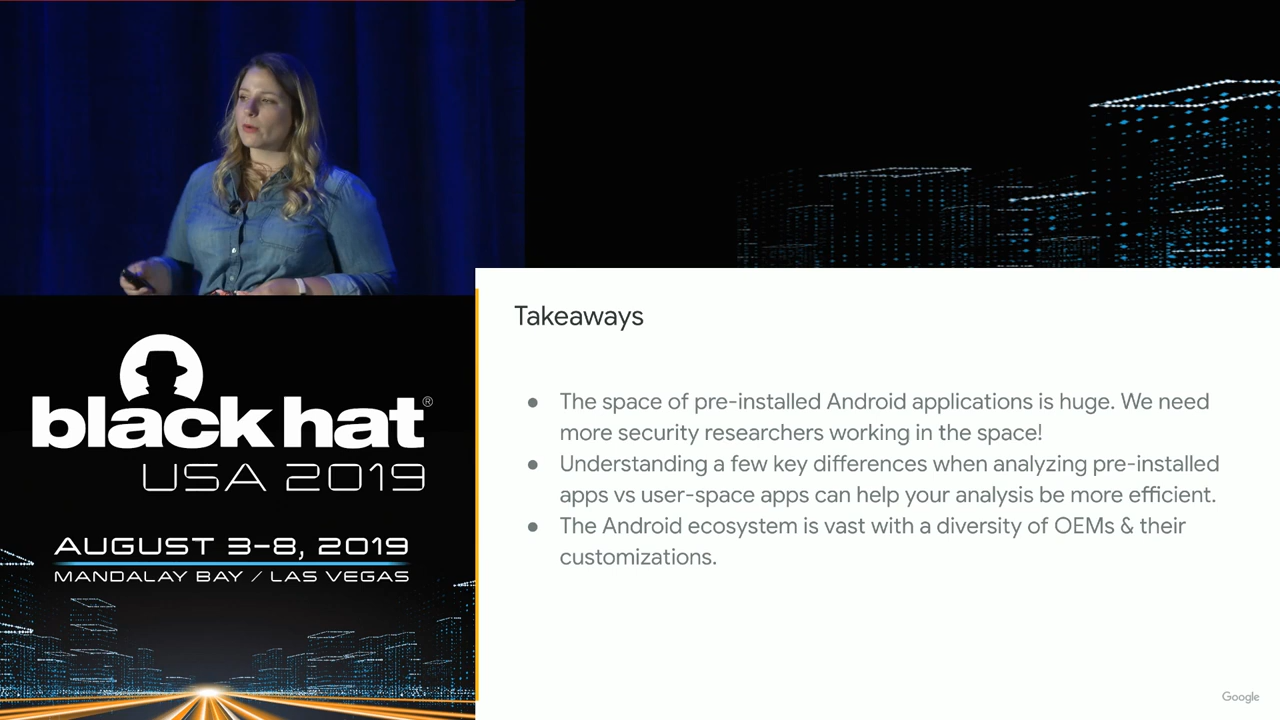 black hat®
USA 2019
AUGUST 3-8, 2019
MANDALAY BAY / LAS VEGAS
Takeaways
● The space of pre-installed Android applications is huge. We need
more security researchers working in the space!
● Understanding a few key differences when analyzing pre-installed
apps vs user-space apps can help your analysis be more efficient.
● The Android ecosystem is vast with a diversity of OEMs & their
customizations.
Google